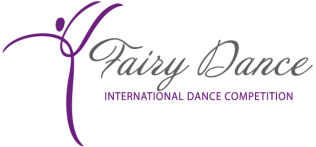 Fairy Dance
INTERNATIONAL DANCE COMPETITION